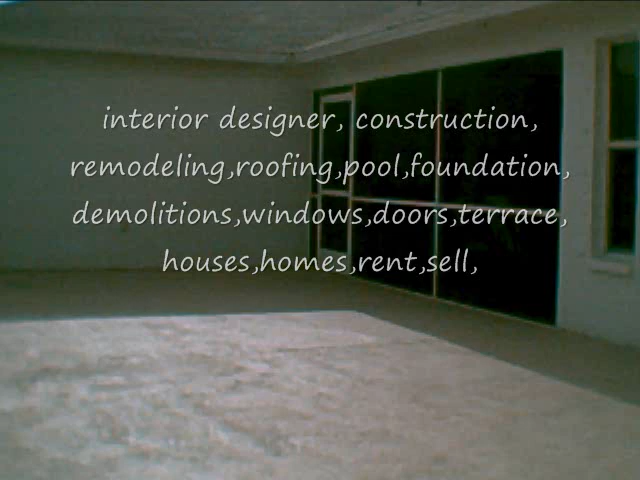 interior designer, construction,
remodeling,roofing,pool,foundation,
demolitions,windows,doors,terrace,
houses,homes,rent,sell,